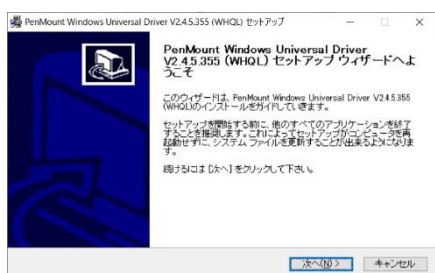 PenMount Windows Universal Driver V2.4.5.355 (WHQL) セットアップ
PenMount Windows Universal Driver
V2.4.5.355 (WHQL) セットアップ ウィザードへよ
うこそ
このウィザードは、PenMount Windows Universal Driver V2.4.5.355
(WHQL)のインストールをガイドしていきます。
セットアップを開始する前に、他のすべてのアプリケーションを終了
することを推奨します。これによってセットアップがコンピュータを再
起動せずに、システム ファイルを更新することが出来るようになりま
す。
続けるには [次へ] をクリックして下さい。
次へ(N) >
キャンセル